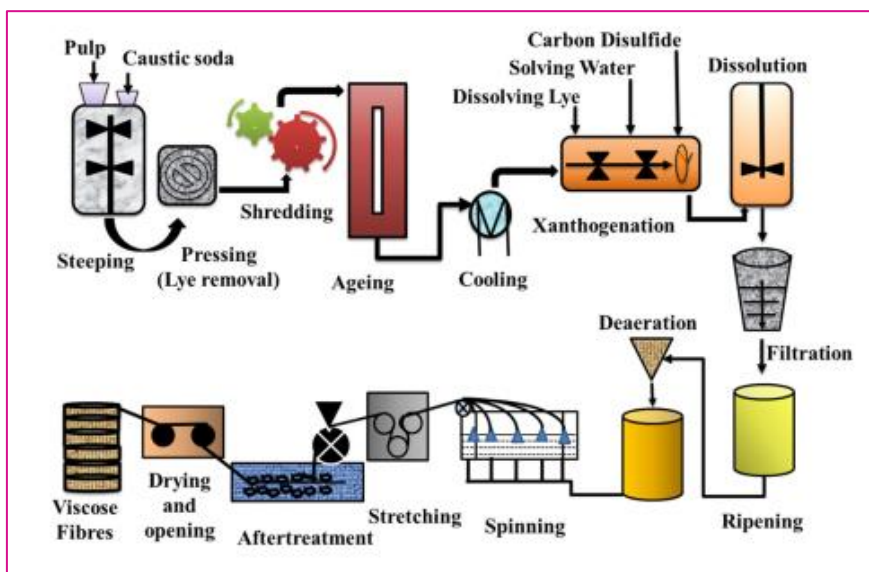 Pulp
Caustic soda
Steeping
Pressing
(Lye removal)
Shredding
Ageing
Cooling
Carbon Disulfide
Solving Water
Dissolving Lye
Xanthogenation
Dissolution
Filtration
Ripening
Deaeration
Spinning
Stretching
Aftertreatment
Drying
and
opening
Viscose
Fibres